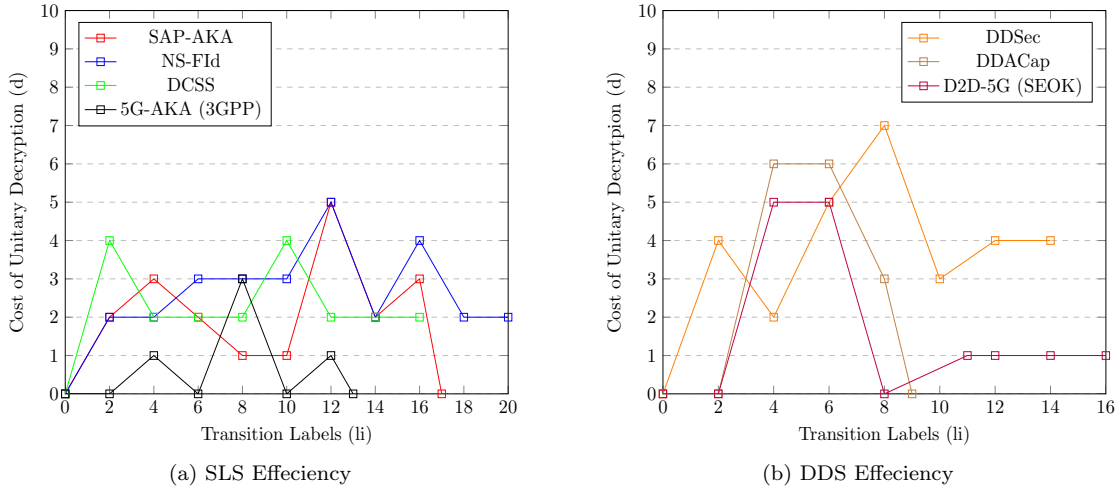 10
9
8
7
6
5
4
3
2
1
0
Cost of Unitary Decryption (d)
SAP-AKA
NS-FId
DCSS
5G-AKA (3GPP)
0 2 4 6 8 10 12 14 16 18 20
Transition Labels (li)
(a) SLS Effeciency
10
9
8
7
6
5
4
3
2
1
0
Cost of Unitary Decrytpion (d)
DDSec
DDACap
D2D-5G (SEOK)
0 2 4 6 8 10 12 14 16
Transition Labels (li)
(b) DDS Effeciency